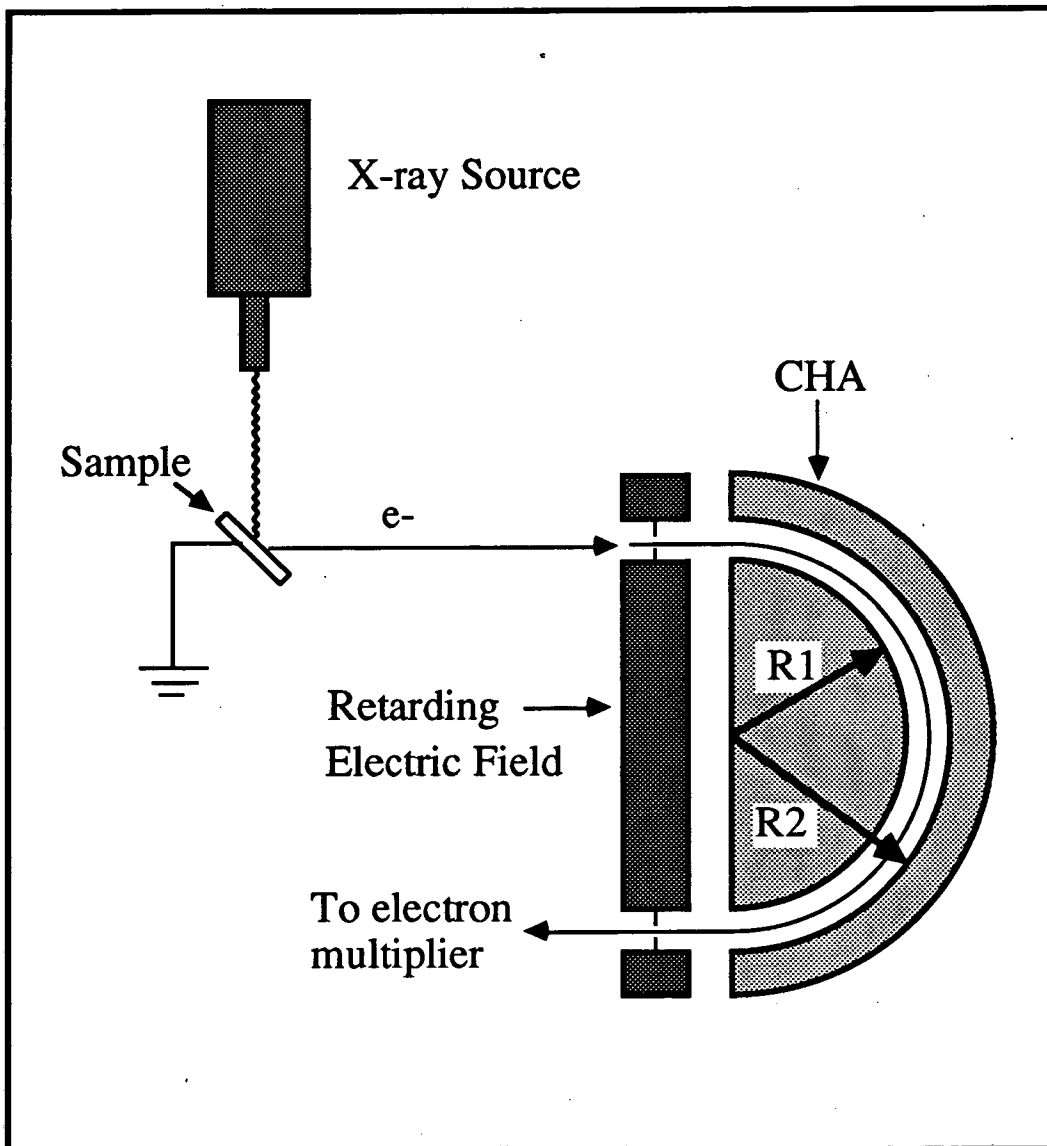 X-ray Source
CHA
Sample
e-
R1
Retarding
Electric Field
R2
To electron
multiplier